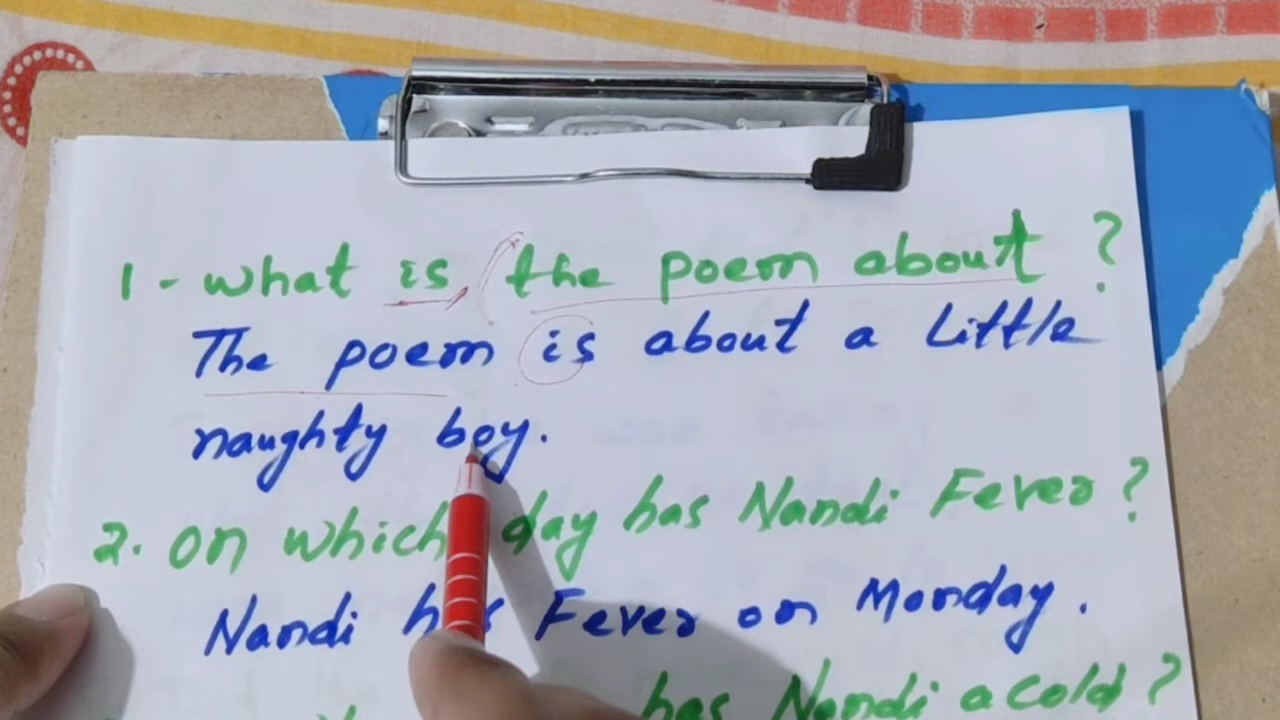 1 - what is the poem about ?
The poem is about a Little
naughty boy.
2. on which day has Nandi Fever ?
Nandi has Fever on Monday.
has Nandi a cold ?